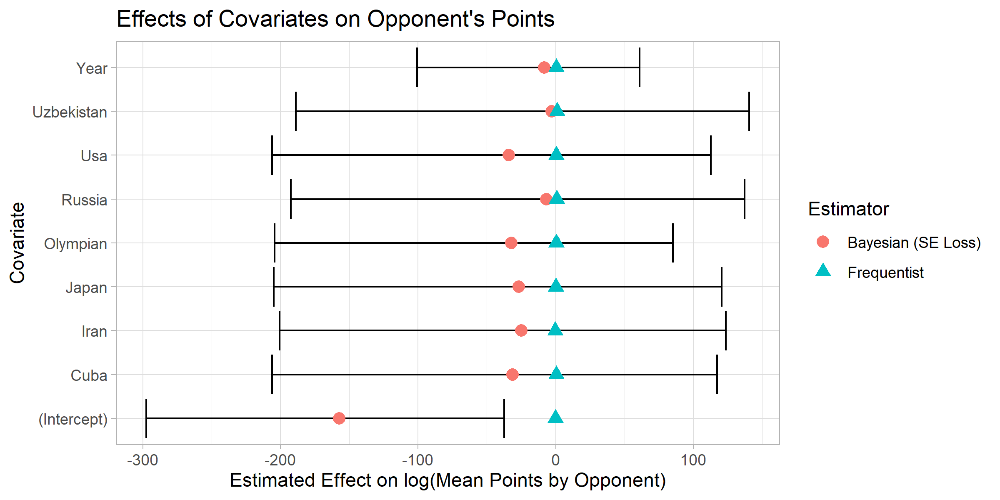 Effects of Covariates on Opponent's Points
Year
Uzbekistan
Usa
Russia
Olympian
Japan
Iran
Cuba
(Intercept)
Covariate
-300
-200
-100
0
100
Estimated Effect on log(Mean Points by Opponent)
Estimator
Bayesian (SE Loss)
Frequentist